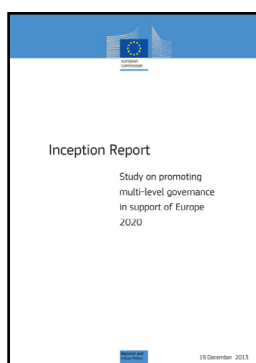 European
Commission
Inception Report
Study on promoting
multi-level governance
in support of Europe
2020
Regional and
Urban Policy
19 December 2013